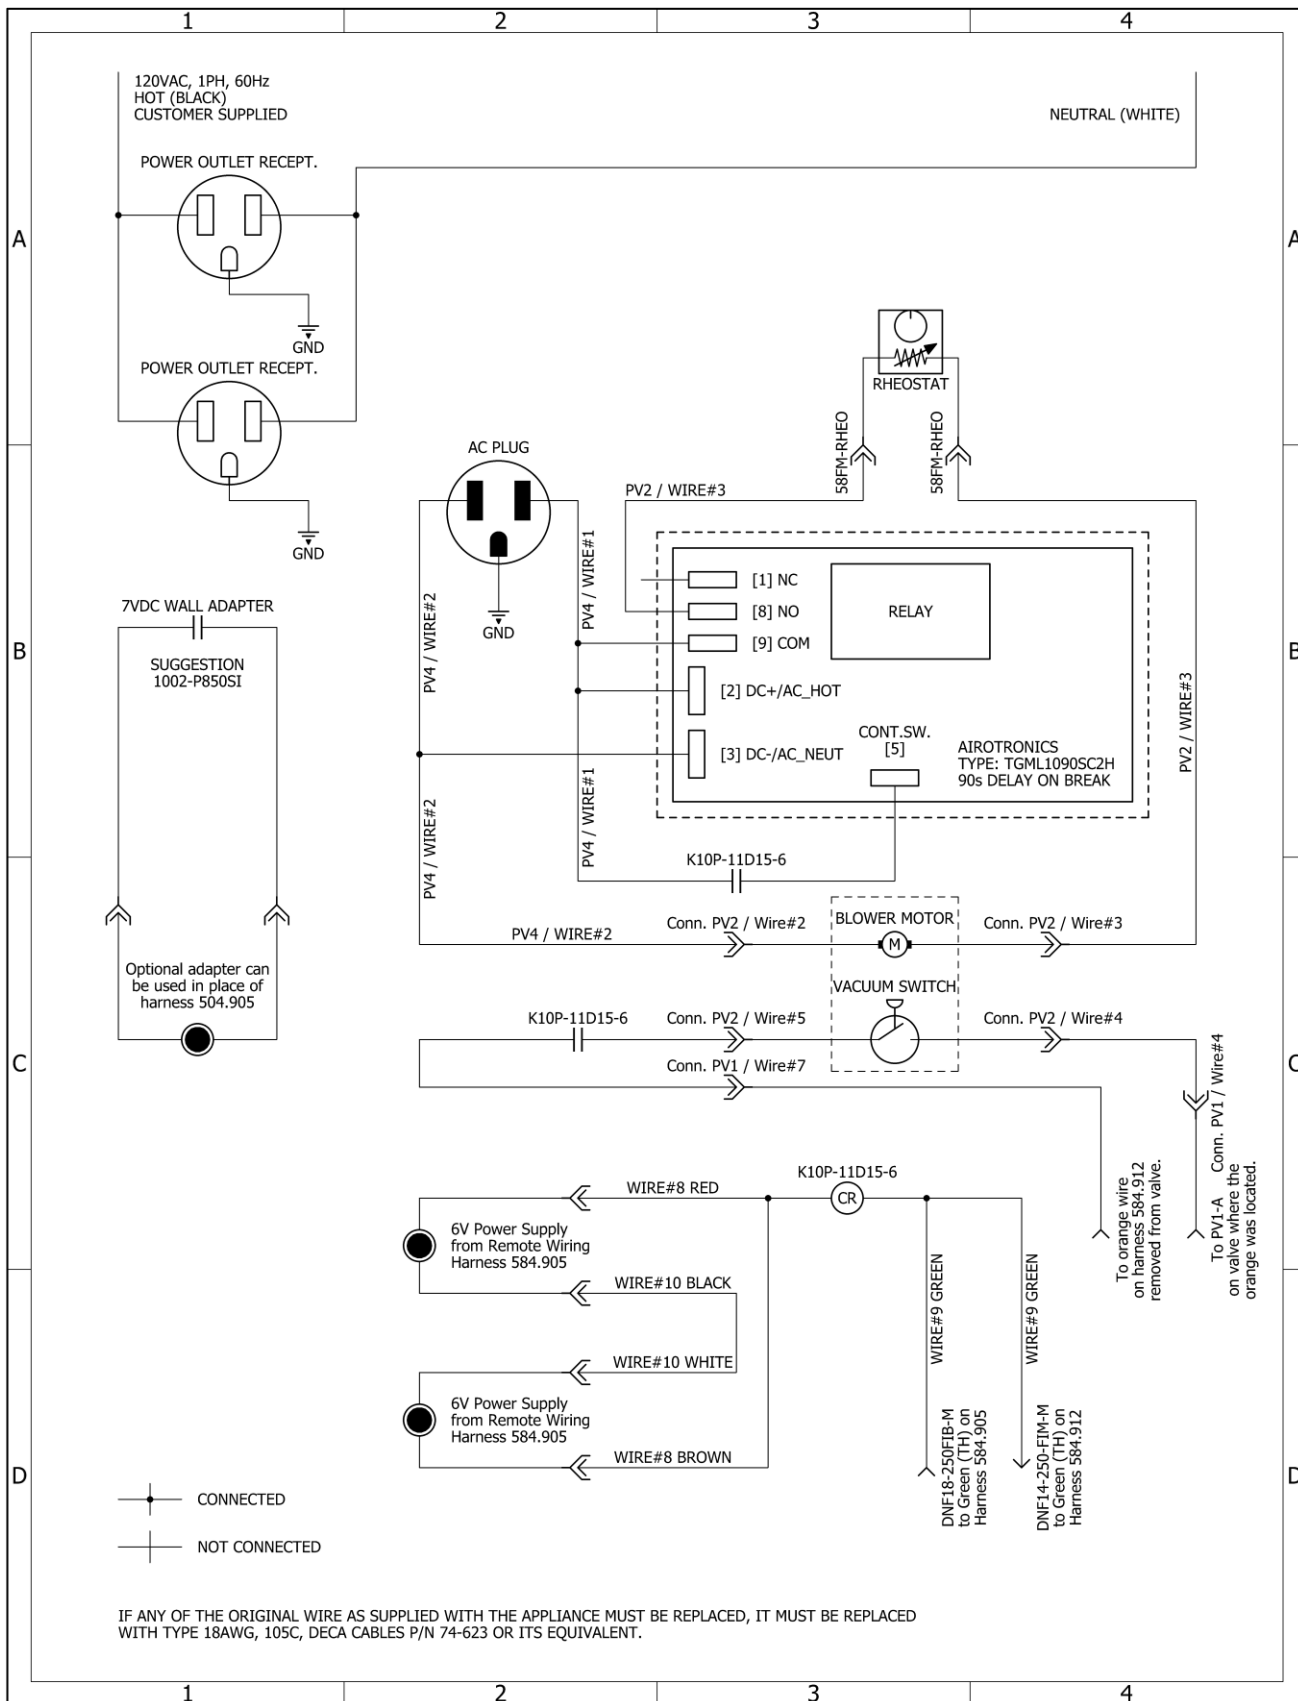 1
2
3
4
120VAC, 1PH, 60Hz
HOT (BLACK)
CUSTOMER SUPPLIED
NEUTRAL (WHITE)
POWER OUTLET RECEPT.
A
A
GND
POWER OUTLET RECEPT.
RHEOSTAT
58FM-RHEO
58FM-RHEO
AC PLUG
PV2 / WIRE#3
GND
PV4 / WIRE#1
[1] NC
[8] NO
RELAY
[9] COM
7VDC WALL ADAPTER
GND
PV4 / WIRE#2
B
B
SUGGESTION
1002-P850SI
[2] DC+/AC_HOT
PV2 / WIRE#3
CONT.SW.
[5]
[3] DC-/AC_NEUT
AIROTRONICS
TYPE: TGML1090SC2H
90s DELAY ON BREAK
PV4 / WIRE#1
PV4 / WIRE#2
K10P-11D15-6
PV4 / WIRE#2
Conn. PV2 / Wire#2
BLOWER MOTOR
M
Conn. PV2 / Wire#3
Optional adapter can
be used in place of
harness 504.905
VACUUM SWITCH
K10P-11D15-6
Conn. PV2 / Wire#5
Conn. PV2 / Wire#4
C
C
Conn. PV1 / Wire#7
To orange wire
on harness 584.912
removed from valve.
To PV1-A Conn. PV1 / Wire#4
on valve where the
orange was located.
K10P-11D15-6
CR
WIRE#8 RED
6V Power Supply
from Remote Wiring
Harness 584.905
WIRE#10 BLACK
WIRE#9 GREEN
WIRE#9 GREEN
WIRE#10 WHITE
6V Power Supply
from Remote Wiring
Harness 584.905
WIRE#8 BROWN
DNF18-250FIB-M
to Green (TH) on
Harness 584.905
DNF14-250-FIM-M
to Green (TH) on
Harness 584.912
D
D
CONNECTED
NOT CONNECTED
IF ANY OF THE ORIGINAL WIRE AS SUPPLIED WITH THE APPLIANCE MUST BE REPLACED, IT MUST BE REPLACED
WITH TYPE 18AWG, 105C, DECA CABLES P/N 74-623 OR ITS EQUIVALENT.
1
2
3
4